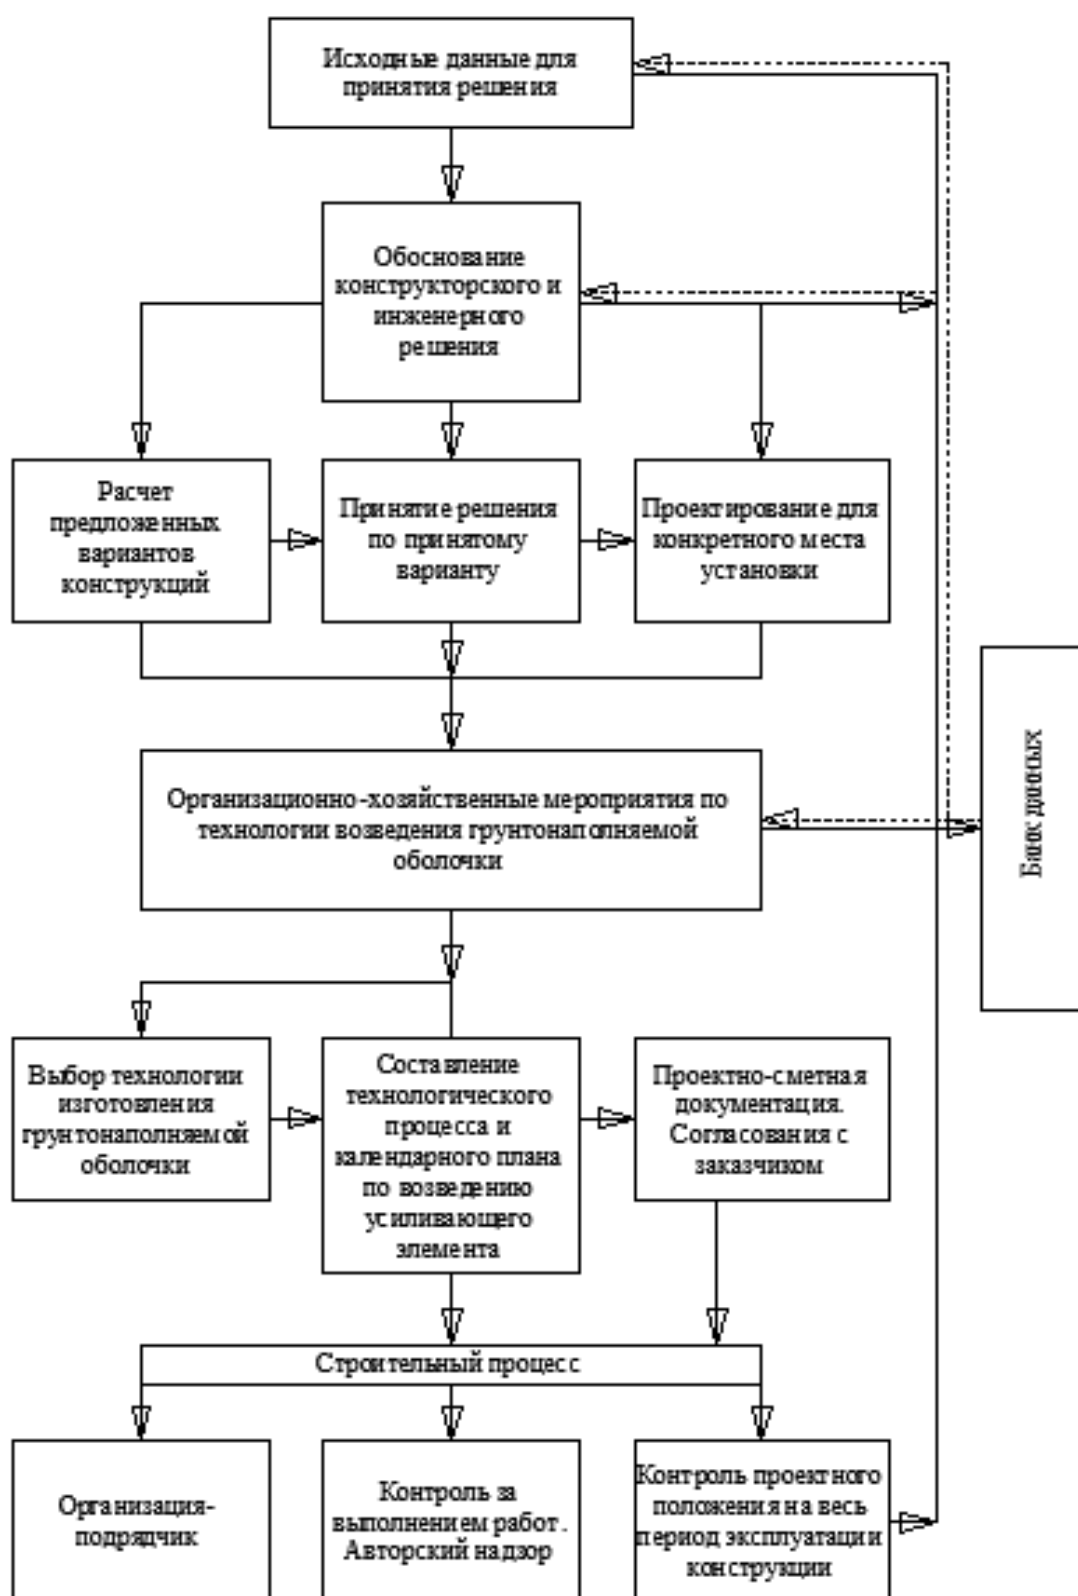 Исходные данные для
принятия решения
Обоснование
конструкторского и
инженерного
решения
Расчет
предложенных
вариантов
конструкций
Принятие решения
по принятому
варианту
Проектирование для
конкретного места
установки
Банк данных
Организационно-хозяйственные мероприятия по
технологии возведения грунтонаполняемой
оболочки
Выбор технологии
изготовления
грунтонаполняемой
оболочки
Составление
технологического
процесса и
календарного плана
по возведению
усиливающего
элемента
Проектно-сметная
документация.
Согласования с
заказчиком
Строительный процесс
Организация-
подрядчик
Контроль за
выполнением работ.
Авторский надзор
Контроль проектного
положения на весь
период эксплуатации
конструкции